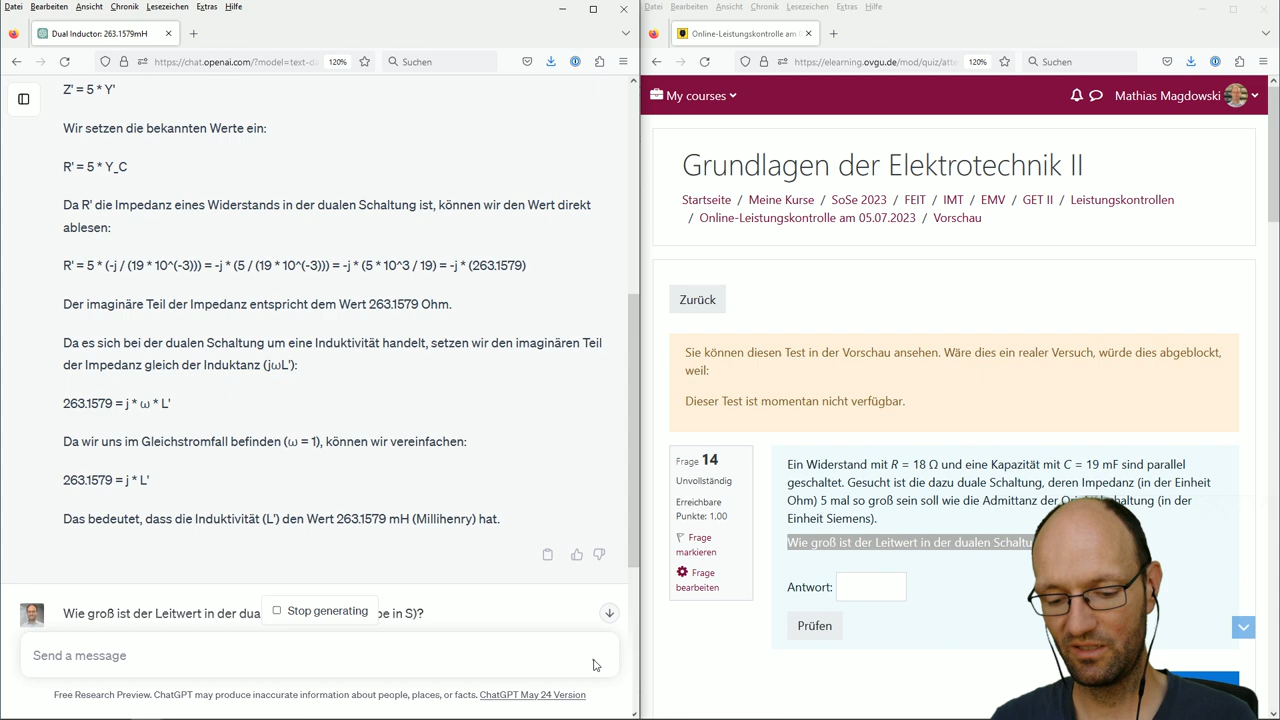 Datei Bearbeiten Ansicht Chronik Lesezeichen Extras Hilfe
Dual Inductor: 263.1579mH
https://chat.openai.com/?model=text-da
120%
Suchen
Z' = 5 * Y'
Wir setzen die bekannten Werte ein:
R' = 5 * Y_C
Da R' die Impedanz eines Widerstands in der dualen Schaltung ist, können wir den Wert direkt
ablesen:
R' = 5 * (-j / (19 * 10^(-3))) = -j * (5 / (19 * 10^(-3))) = -j * (5 * 10^3 / 19) = -j * (263.1579)
Der imaginäre Teil der Impedanz entspricht dem Wert 263.1579 Ohm.
Da es sich bei der dualen Schaltung um eine Induktivität handelt, setzen wir den imaginären Teil
der Impedanz gleich der Induktanz (jωL'):
263.1579 = j * ω * L'
Da wir uns im Gleichstromfall befinden (ω = 1), können wir vereinfachen:
263.1579 = j * L'
Das bedeutet, dass die Induktivität (L') den Wert 263.1579 mH (Millihenry) hat.
Wie groß ist der Leitwert in der dua
be in S)?
Stop generating
Send a message
Free Research Preview. ChatGPT may produce inaccurate information about people, places, or facts. ChatGPT May 24 Version
Datei Bearbeiten Ansicht Chronik Lesezeichen Extras Hilfe
Online-Leistungskontrolle am
https://elearning.ovgu.de/mod/quiz/atte
120%
Suchen
My courses
Mathias Magdowski
Grundlagen der Elektrotechnik II
Startseite / Meine Kurse / SoSe 2023 / FEIT / IMT / EMV / GET II / Leistungskontrollen
/ Online-Leistungskontrolle am 05.07.2023 / Vorschau
Zurück
Sie können diesen Test in der Vorschau ansehen. Wäre dies ein realer Versuch, würde dies abgeblockt,
weil:
Dieser Test ist momentan nicht verfügbar.
Frage 14
Unvollständig
Erreichbare
Punkte: 1.00
Frage
markieren
Frage
bearbeiten
Ein Widerstand mit R = 18 Ω und eine Kapazität mit C = 19 mF sind parallel
geschaltet. Gesucht ist die dazu duale Schaltung, deren Impedanz (in der Einheit
Ohm) 5 mal so groß sein soll wie die Admittanz der Originalschaltung (in der
Einheit Siemens).
Wie groß ist der Leitwert in der dualen Schaltu
Antwort:
Prüfen